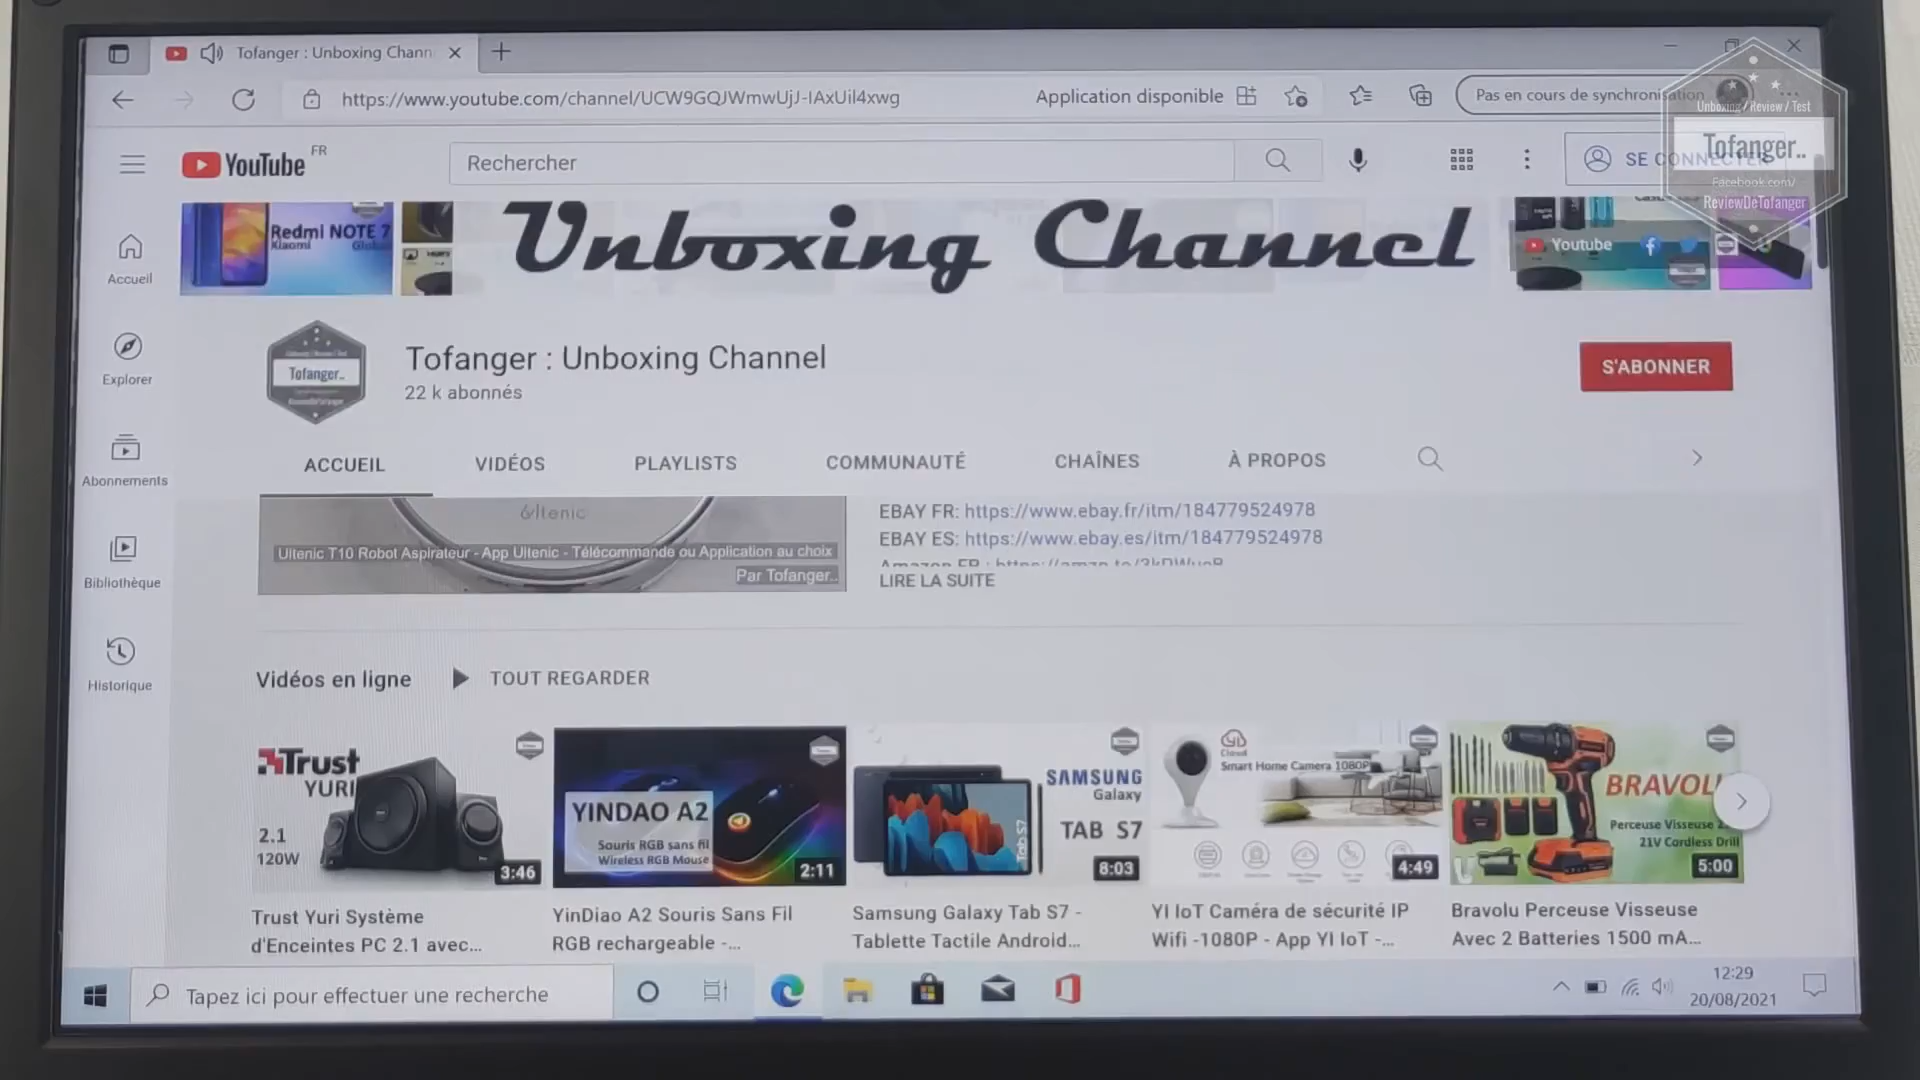 Tofanger : Unboxing Chann
https://www.youtube.com/channel/UCW9GQJWmwUjJ-IAxUil4xwg
Application disponible
Pas en cours de synchronisation
Unboxing / Review / Test
Tofanger..
Facebook.com/
ReviewDeTofanger
YouTube FR
Rechercher
SE CONNECTER
Redmi NOTE 7
Xiaomi
Unboxing Channel
Youtube
Accueil
Explorer
Abonnements
Bibliothèque
Historique
Tofanger..
Tofanger : Unboxing Channel
22 k abonnés
S'ABONNER
ACCUEIL
VIDÉOS
PLAYLISTS
COMMUNAUTÉ
CHAÎNES
À PROPOS
Ultenic
Ultenic T10 Robot Aspirateur - App Ultenic - Télécommande ou Application au choix
Par Tofanger..
EBAY FR: https://www.ebay.fr/itm/184779524978
EBAY ES: https://www.ebay.es/itm/184779524978
LIRE LA SUITE
Vidéos en ligne
TOUT REGARDER
Trust
YURI
2.1
120W
3:46
Trust Yuri Système
d'Enceintes PC 2.1 avec...
YINDAO A2
Souris RGB sans fil
Wireless RGB Mouse
2:11
YinDiao A2 Souris Sans Fil
RGB rechargeable -...
SAMSUNG
Galaxy
TAB S7
Tab S7
8:03
Samsung Galaxy Tab S7 -
Tablette Tactile Android...
Cloud
Smart Home Camera 1080P
4:49
YI IoT Caméra de sécurité IP
Wifi -1080P - App YI IoT -...
BRAVOLU
Perceuse Visseuse
21V Cordless Drill
5:00
Bravolu Perceuse Visseuse
Avec 2 Batteries 1500 mA...
Tapez ici pour effectuer une recherche
12:29
20/08/2021